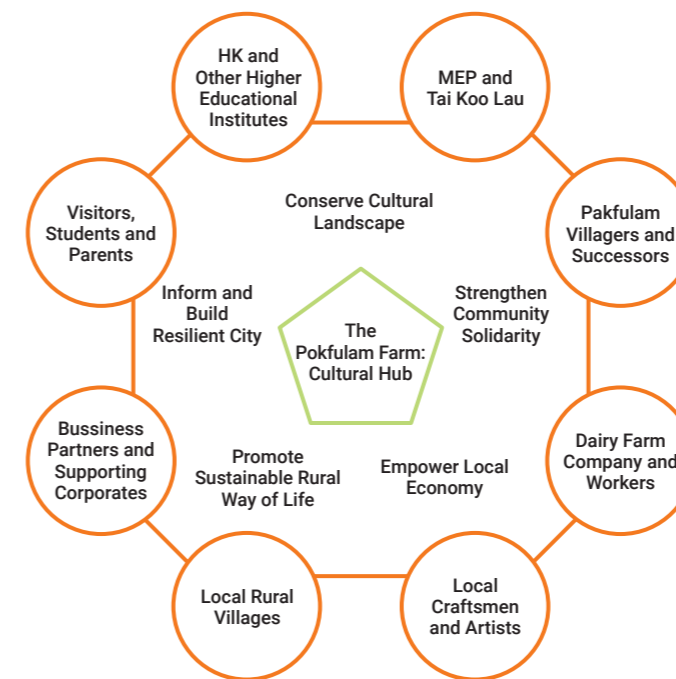 HK and
Other Higher
Educational
Institutes
MEP and
Tai Koo Lau
Visitors,
Students and
Parents
Conserve Cultural
Landscape
Pakfulam
Villagers and
Successors
Inform and
Build
Resilient City
The
Pokfulam Farm:
Cultural Hub
Strengthen
Community
Solidarity
Bussiness
Partners and
Supporting
Corporates
Promote
Sustainable Rural
Way of Life
Empower Local
Economy
Dairy Farm
Company and
Workers
Local Rural
Villages
Local
Craftsmen
and Artists